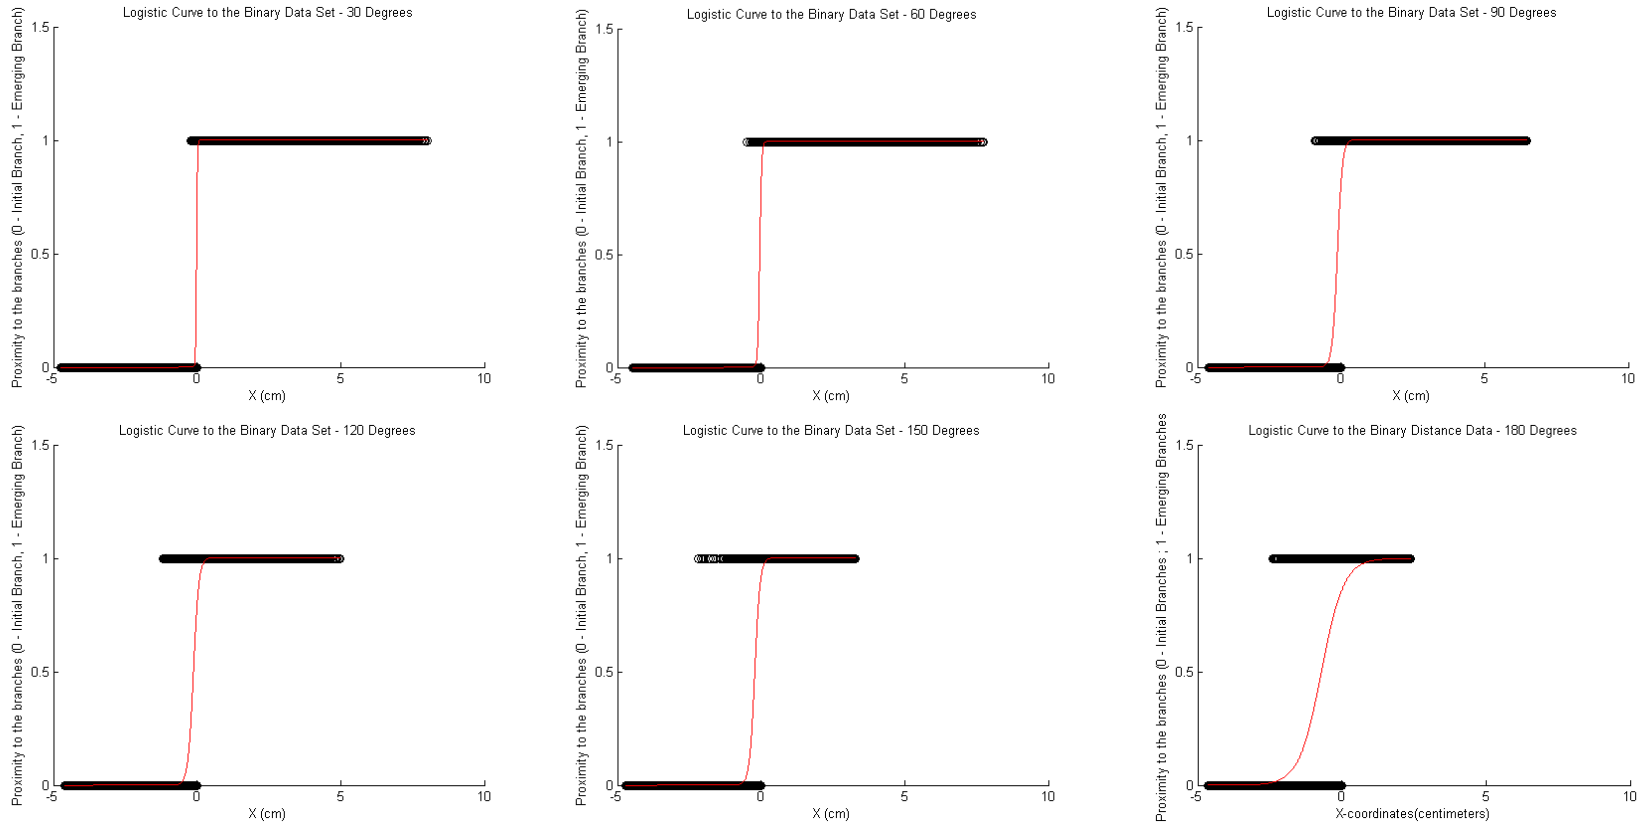 Logistic Curve to the Binary Data Set - 30 Degrees
Proximity to the branches (0 - Initial Branch, 1 - Emerging Branch)
1.5
1
0.5
0
-5
0
5
10
X (cm)
Logistic Curve to the Binary Data Set - 60 Degrees
Proximity to the branches (0 - Initial Branch, 1 - Emerging Branch)
1.5
1
0.5
0
-5
0
5
10
X (cm)
Logistic Curve to the Binary Data Set - 90 Degrees
Proximity to the branches (0 - Initial Branch, 1 - Emerging Branch)
1.5
1
0.5
0
-5
0
5
10
X (cm)
Logistic Curve to the Binary Data Set - 120 Degrees
Proximity to the branches (0 - Initial Branch, 1 - Emerging Branch)
1.5
1
0.5
0
-5
0
5
10
X (cm)
Logistic Curve to the Binary Data Set - 150 Degrees
Proximity to the branches (0 - Initial Branch, 1 - Emerging Branch)
1.5
1
0.5
0
-5
0
5
10
X (cm)
Logistic Curve to the Binary Distance Data - 180 Degrees
Proximity to the branches (0 - Initial Branches ; 1 - Emerging Branches
1.5
1
0.5
0
-5
0
5
10
X-coordinates(centimeters)